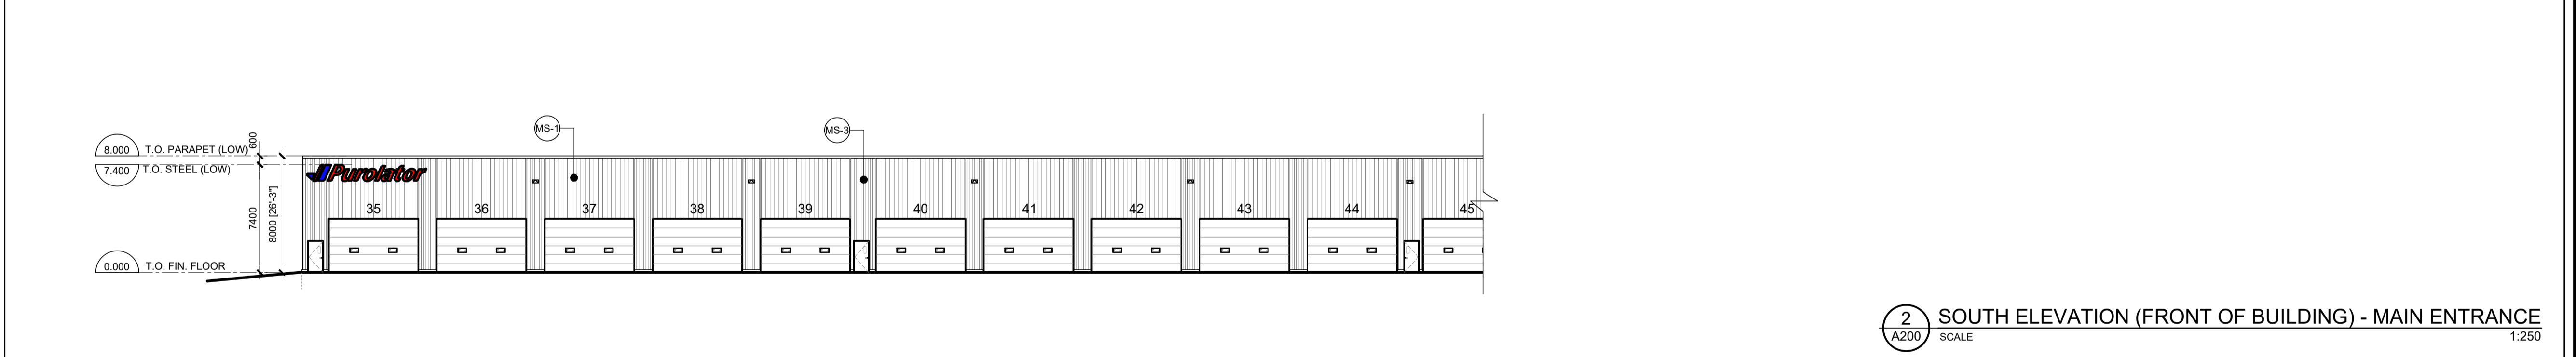 MS-1
MS-3
600
8.000 T.O. PARAPET (LOW)
7.400 T.O. STEEL (LOW)
Purolator
7400
8000 [26'-3"]
35 36 37 38 39 40 41 42 43 44 45
0.000 T.O. FIN. FLOOR
2 SOUTH ELEVATION (FRONT OF BUILDING) - MAIN ENTRANCE
A200 SCALE 1:250